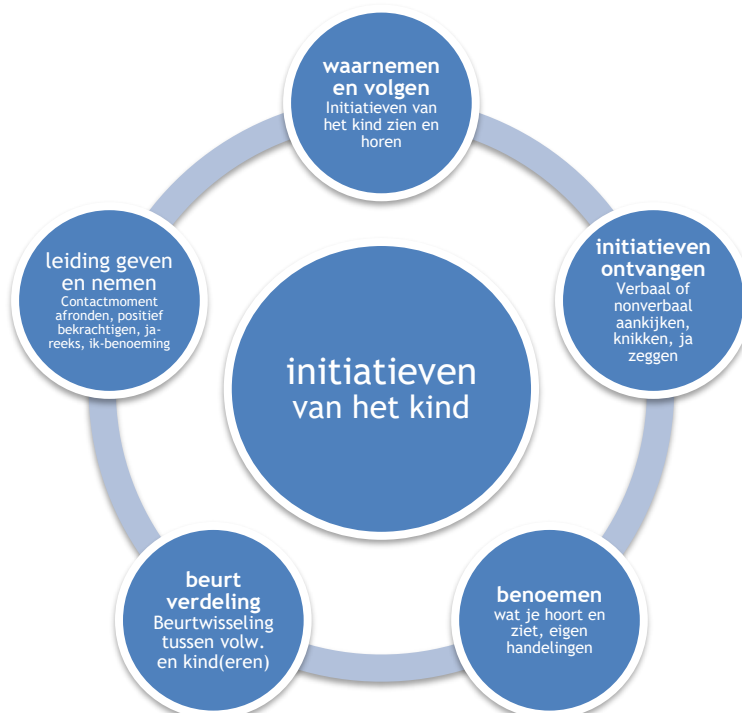 waarnemen
en volgen
Initiatieven van
het kind zien en
horen
initiatieven
ontvangen
Verbaal of
nonverbaal
aankijken,
knikken, ja
zeggen
benoemen
wat je hoort en
ziet, eigen
handelingen
beurt
verdeling
Beurtwisseling
tussen volw.
en kind(eren)
leiding geven
en nemen
Contactmoment
afronden, positief
bekrachtigen, ja-
reeks, ik-benoeming
initiatieven
van het kind